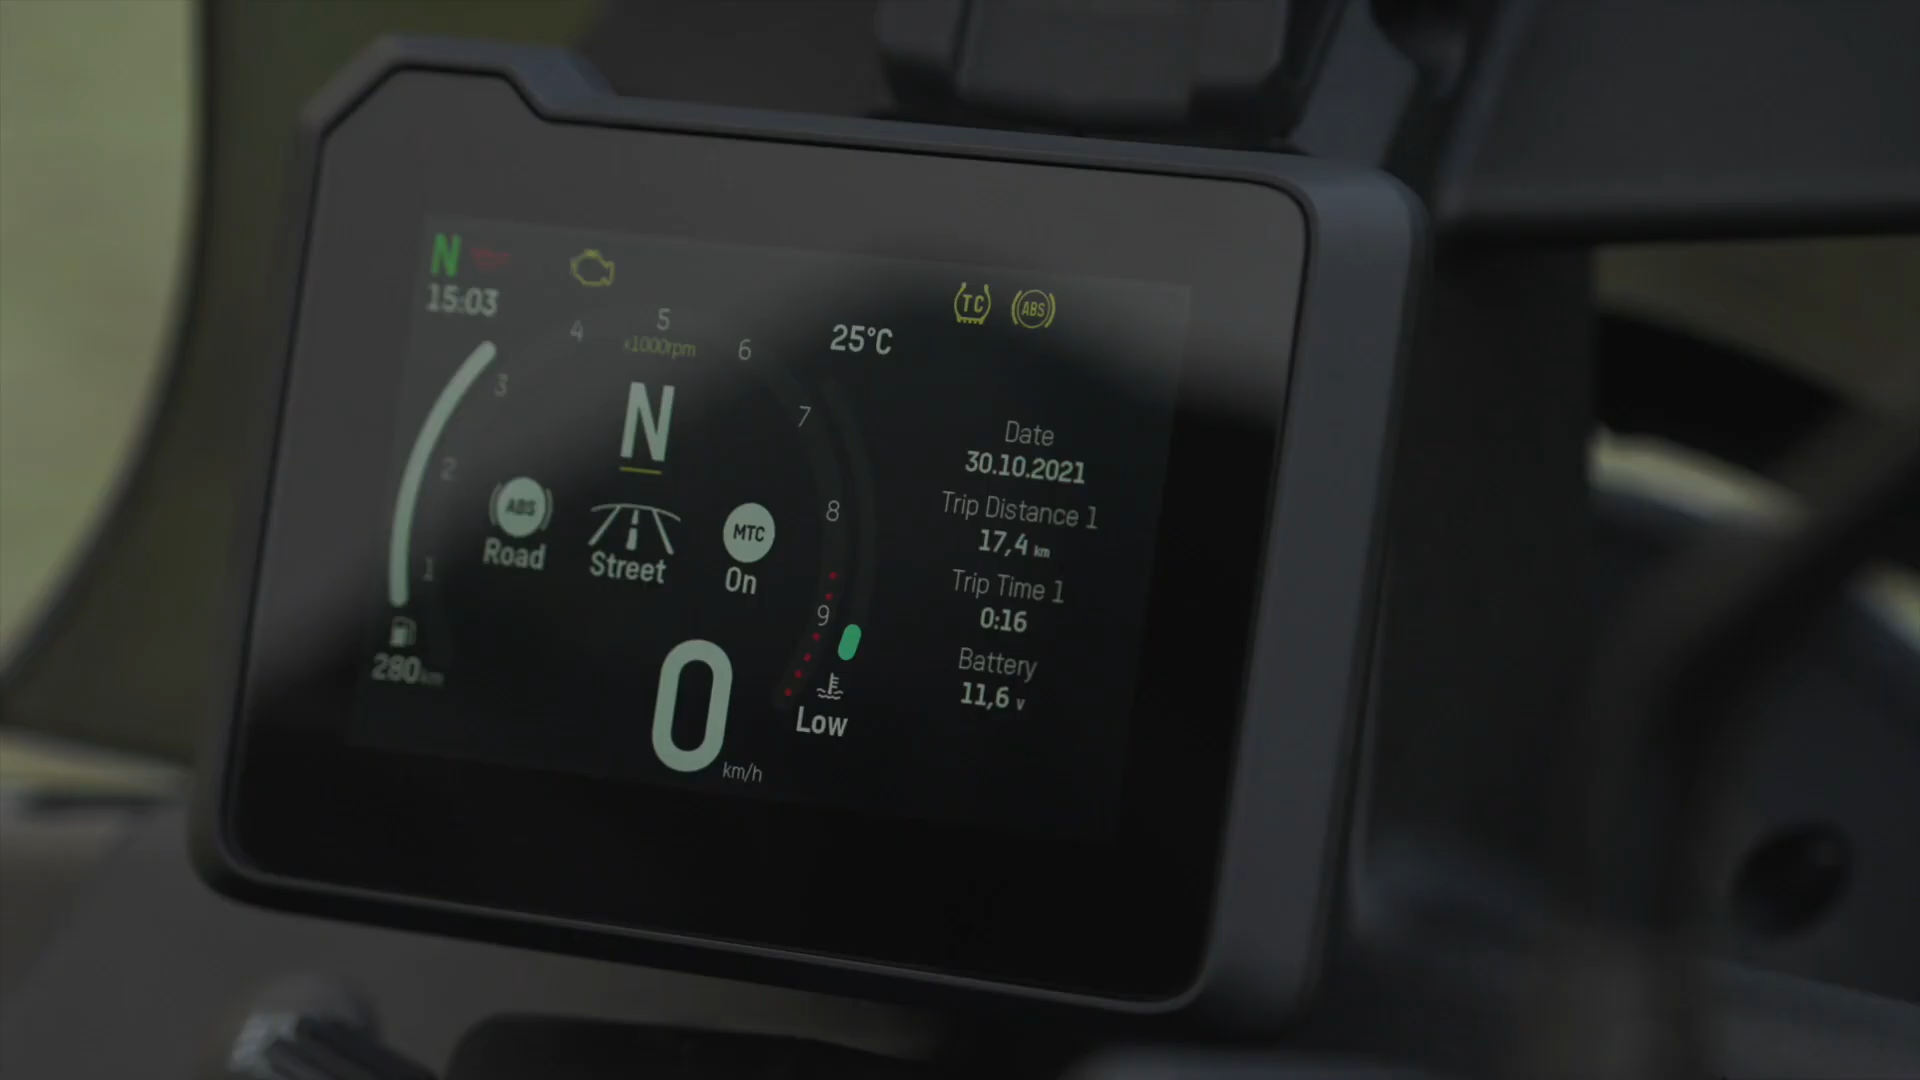 N
15:03
4
5
x1000rpm
6
25°C
TC
ABS
3
7
N
2
8
1
9
ABS
Road
Street
MTC
On
280 km
0
km/h
Low
Date
30.10.2021
Trip Distance 1
17,4 km
Trip Time 1
0:16
Battery
11,6 V